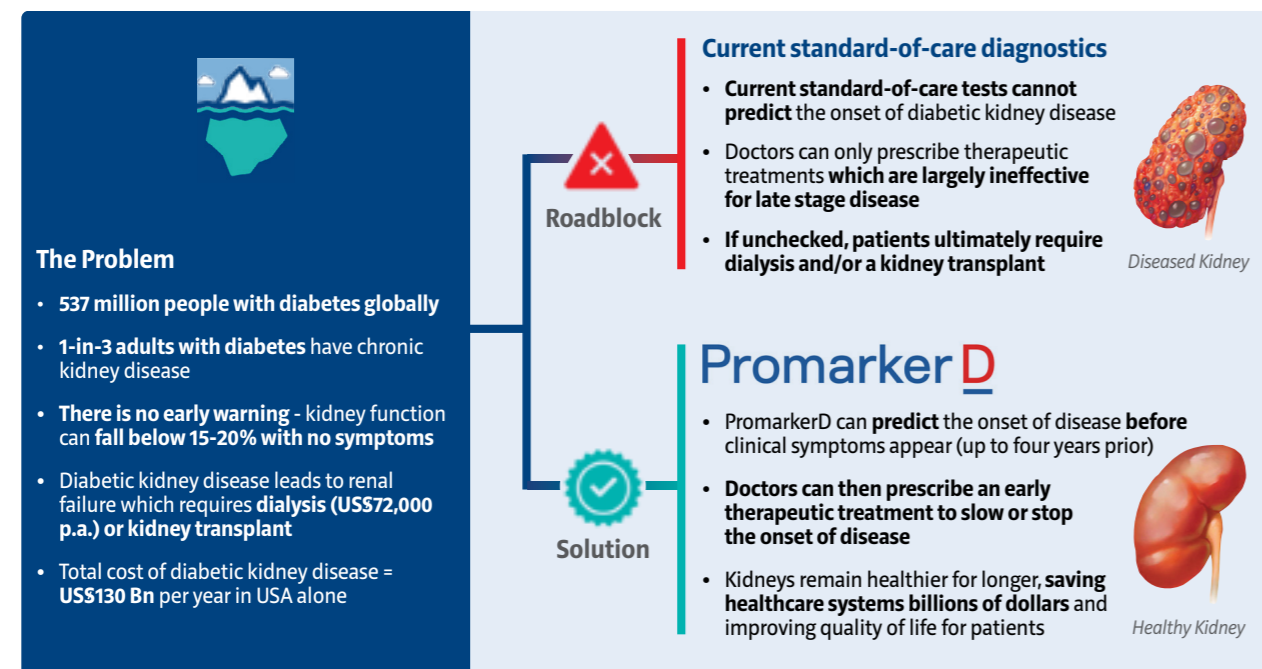 The Problem
• 537 million people with diabetes globally
• 1-in-3 adults with diabetes have chronic
kidney disease
• There is no early warning - kidney function
can fall below 15-20% with no symptoms
• Diabetic kidney disease leads to renal
failure which requires dialysis (US$72,000
p.a.) or kidney transplant
• Total cost of diabetic kidney disease =
US$130 Bn per year in USA alone
Roadblock
Current standard-of-care diagnostics
• Current standard-of-care tests cannot
predict the onset of diabetic kidney disease
• Doctors can only prescribe therapeutic
treatments which are largely ineffective
for late stage disease
• If unchecked, patients ultimately require
dialysis and/or a kidney transplant
Diseased Kidney
Solution
PromarkerD
• PromarkerD can predict the onset of disease before
clinical symptoms appear (up to four years prior)
• Doctors can then prescribe an early
therapeutic treatment to slow or stop
the onset of disease
• Kidneys remain healthier for longer, saving
healthcare systems billions of dollars and
improving quality of life for patients
Healthy Kidney